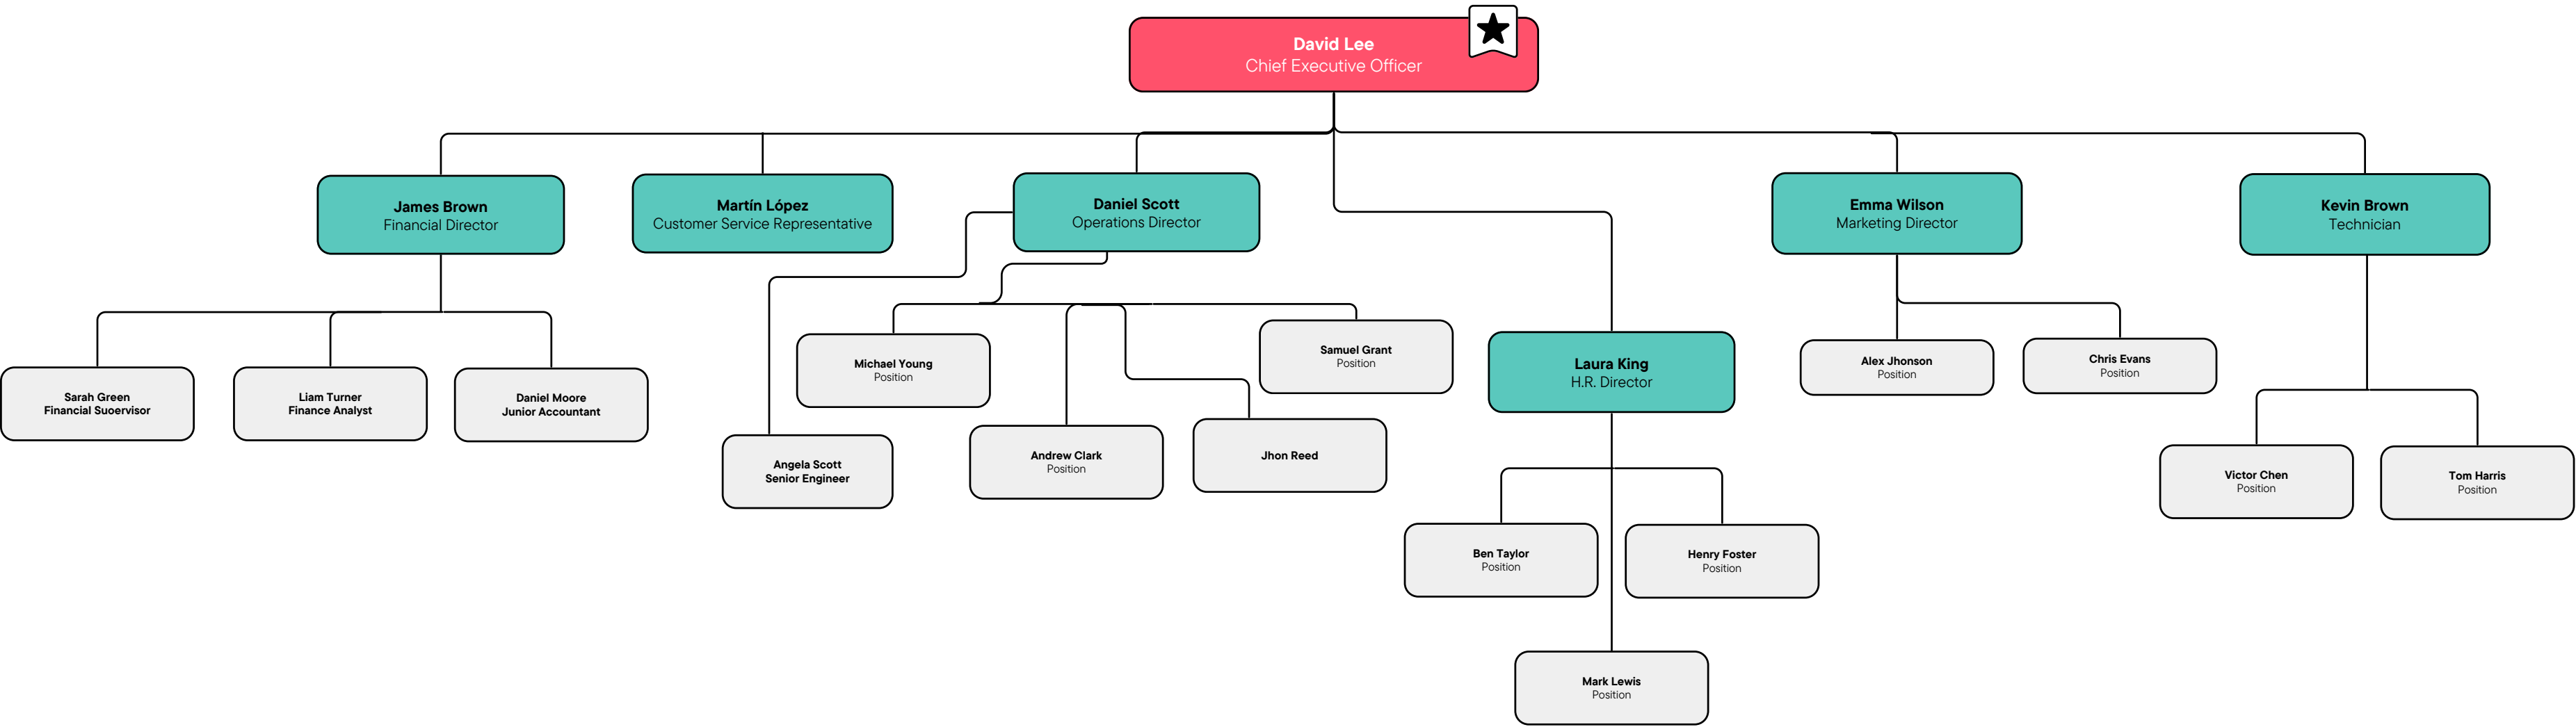 David Lee
Chief Executive Officer
James Brown
Financial Director
Martín López
Customer Service Representative
Daniel Scott
Operations Director
Emma Wilson
Marketing Director
Kevin Brown
Technician
Laura King
H.R. Director
Sarah Green
Financial Suoervisor
Liam Turner
Finance Analyst
Daniel Moore
Junior Accountant
Angela Scott
Senior Engineer
Michael Young
Position
Andrew Clark
Position
Jhon Reed
Samuel Grant
Position
Ben Taylor
Position
Henry Foster
Position
Mark Lewis
Position
Alex Jhonson
Position
Chris Evans
Position
Victor Chen
Position
Tom Harris
Position